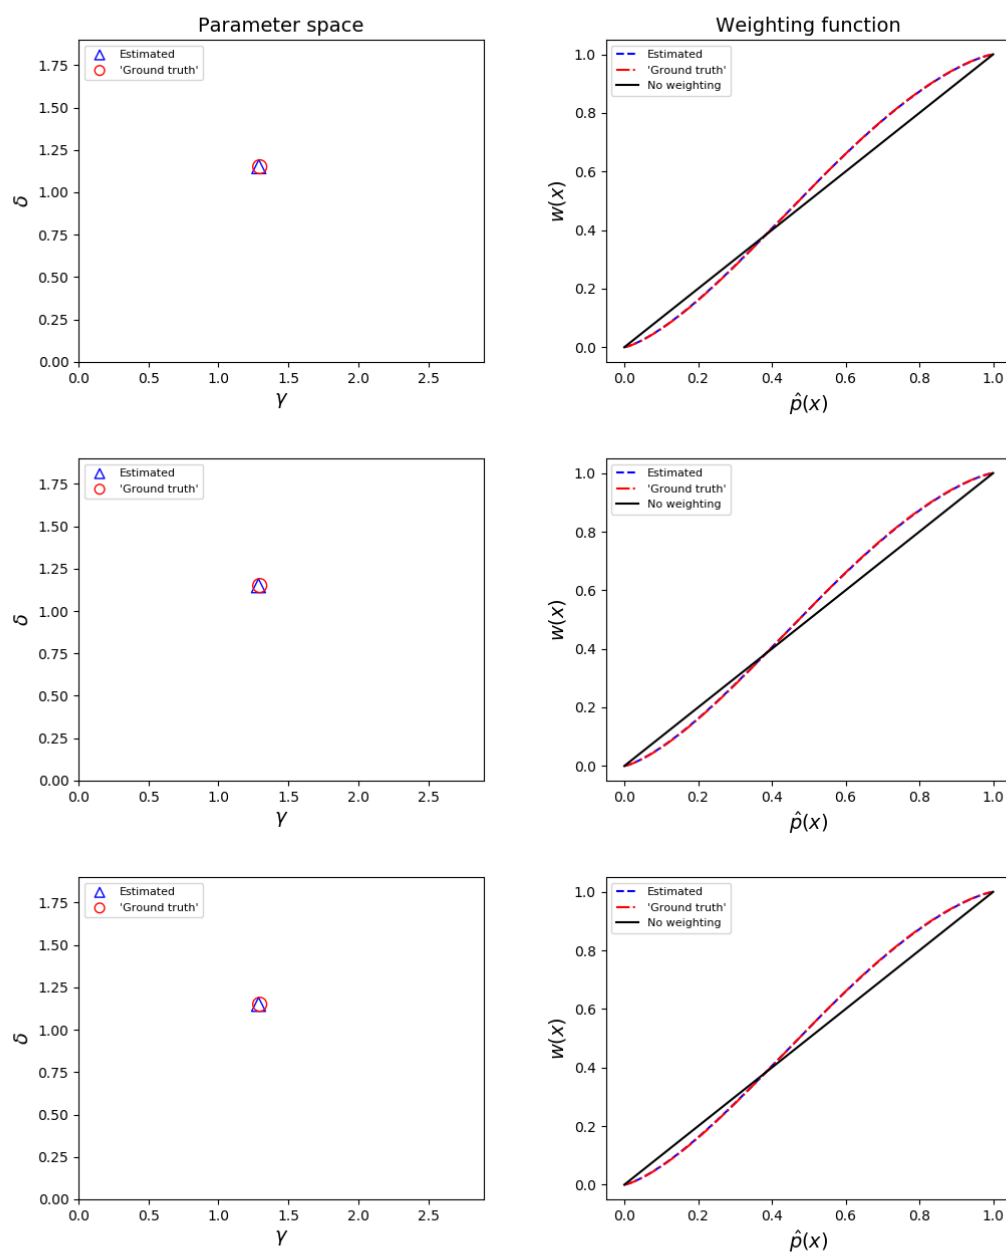 Parameter space
Estimated
'Ground truth'
1.75
1.50
1.25
1.00
0.75
0.50
0.25
0.00
δ
0.0 0.5 1.0 1.5 2.0 2.5
γ
Weighting function
Estimated
'Ground truth'
No weighting
1.0
0.8
0.6
0.4
0.2
0.0
w(x)
0.0 0.2 0.4 0.6 0.8 1.0
p̂(x)
Estimated
'Ground truth'
1.75
1.50
1.25
1.00
0.75
0.50
0.25
0.00
δ
0.0 0.5 1.0 1.5 2.0 2.5
γ
Estimated
'Ground truth'
No weighting
1.0
0.8
0.6
0.4
0.2
0.0
w(x)
0.0 0.2 0.4 0.6 0.8 1.0
p̂(x)
Estimated
'Ground truth'
1.75
1.50
1.25
1.00
0.75
0.50
0.25
0.00
δ
0.0 0.5 1.0 1.5 2.0 2.5
γ
Estimated
'Ground truth'
No weighting
1.0
0.8
0.6
0.4
0.2
0.0
w(x)
0.0 0.2 0.4 0.6 0.8 1.0
p̂(x)